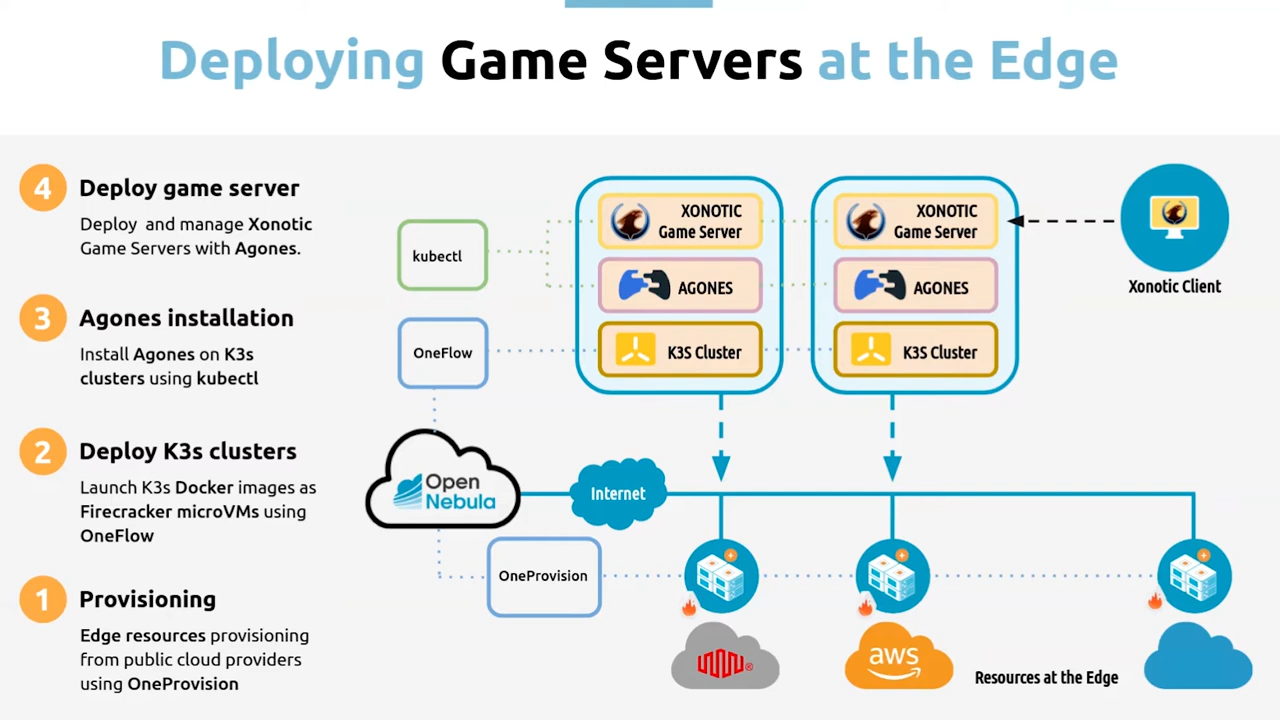 Deploying Game Servers at the Edge
4
Deploy game server
Deploy and manage Xonotic
Game Servers with Agones.
3
Agones installation
Install Agones on K3s
clusters using kubectl
2
Deploy K3s clusters
Launch K3s Docker images as
Firecracker microVMs using
OneFlow
1
Provisioning
Edge resources provisioning
from public cloud providers
using OneProvision
kubectl
OneFlow
Open
Nebula
OneProvision
Internet
XONOTIC
Game Server
AGONES
K3S Cluster
XONOTIC
Game Server
AGONES
K3S Cluster
Xonotic Client
aws
Resources at the Edge